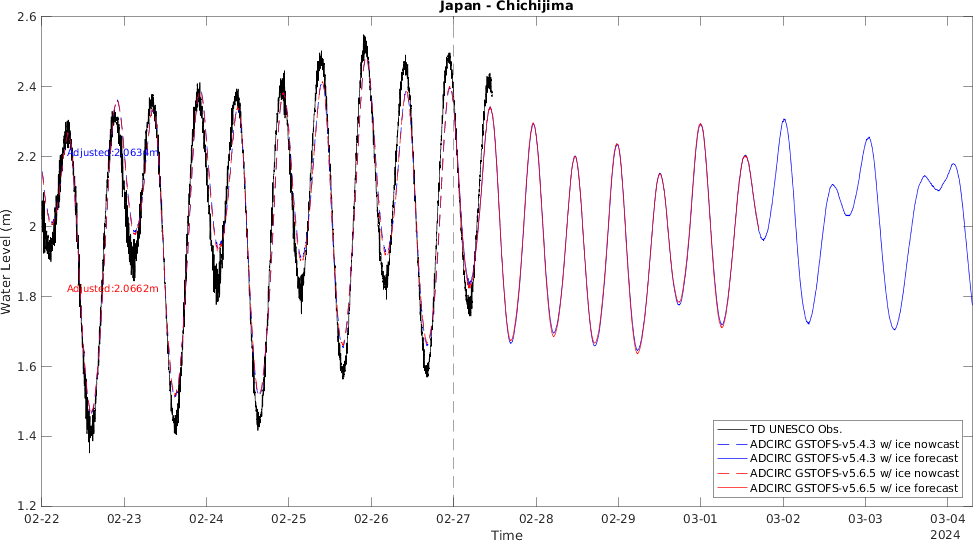 Japan - Chichijima
Water Level (m)
2.6
2.4
2.2
2
1.8
1.6
1.4
1.2
Adjusted:2.0634m
Adjusted:2.0662m
TD UNESCO Obs.
ADCIRC GSTOFS-v5.4.3 w/ ice nowcast
ADCIRC GSTOFS-v5.4.3 w/ ice forecast
ADCIRC GSTOFS-v5.6.5 w/ ice nowcast
ADCIRC GSTOFS-v5.6.5 w/ ice forecast
02-22 02-23 02-24 02-25 02-26 02-27 02-28 02-29 03-01 03-02 03-03 03-04
2024
Time